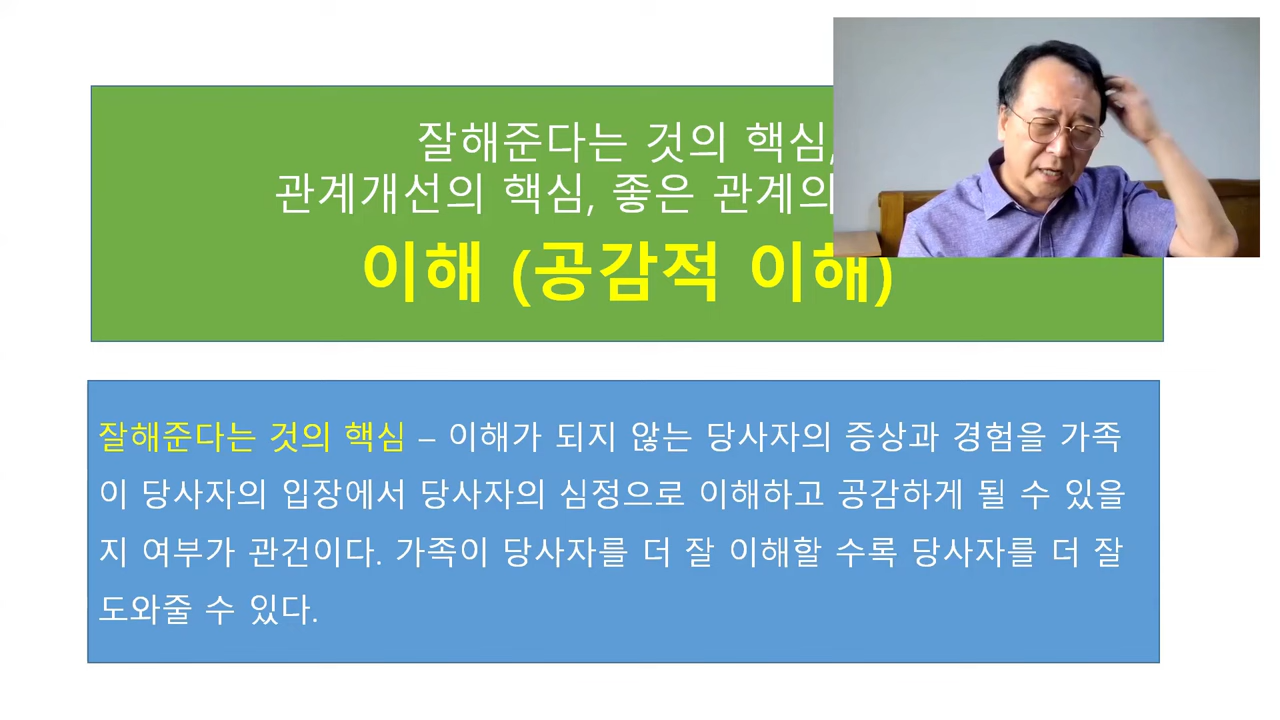 잘해준다는 것의 핵심,
관계개선의 핵심, 좋은 관계의
이해 (공감적 이해)
잘해준다는 것의 핵심 – 이해가 되지 않는 당사자의 증상과 경험을 가족
이 당사자의 입장에서 당사자의 심정으로 이해하고 공감하게 될 수 있을
지 여부가 관건이다. 가족이 당사자를 더 잘 이해할 수록 당사자를 더 잘
도와줄 수 있다.